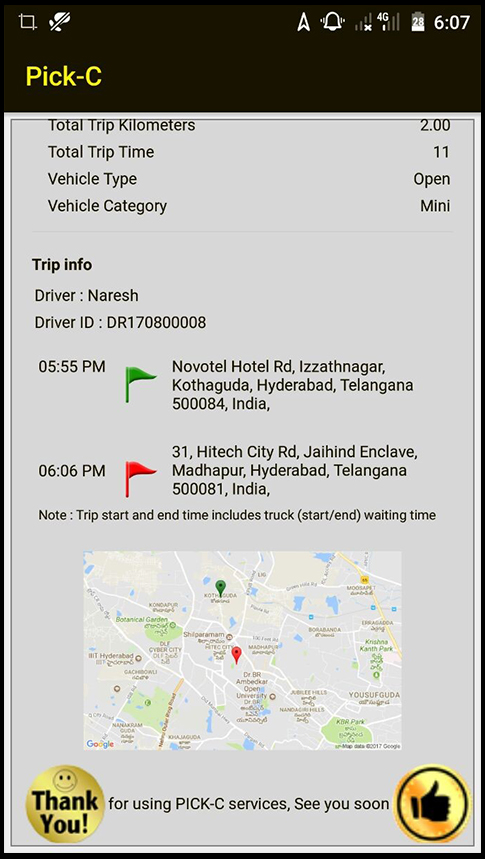 4G
28
6:07
Pick-C
Total Trip Kilometers 2.00
Total Trip Time 11
Vehicle Type Open
Vehicle Category Mini
Trip info
Driver : Naresh
Driver ID : DR170800008
05:55 PM
Novotel Hotel Rd, Izzathnagar,
Kothaguda, Hyderabad, Telangana
500084, India,
06:06 PM
31, Hitech City Rd, Jaihind Enclave,
Madhapur, Hyderabad, Telangana
500081, India,
Note : Trip start and end time includes truck (start/end) waiting time
LIG
MOOSAPET
KOTHAGUDA
KONDAPUR
Botanical Garden
ERRAGADDA
BORABANDA
Shilparamam
HITEC CITY
MADHAPUR
DLF
CYBER CITY
Krishna
Kanth Park
IIIT Hyderabad
GACHIBOWLI
Dr.BR
Ambedkar
Open
University
JUBILEE HILLS
YOUSUFGUDA
NANDAGIRI HILLS
KBR Park
NANAKRAM
GUDA
KHAJAGUDA
Google
Map data ©2017 Google
Thank
You!
for using PICK-C services, See you soon